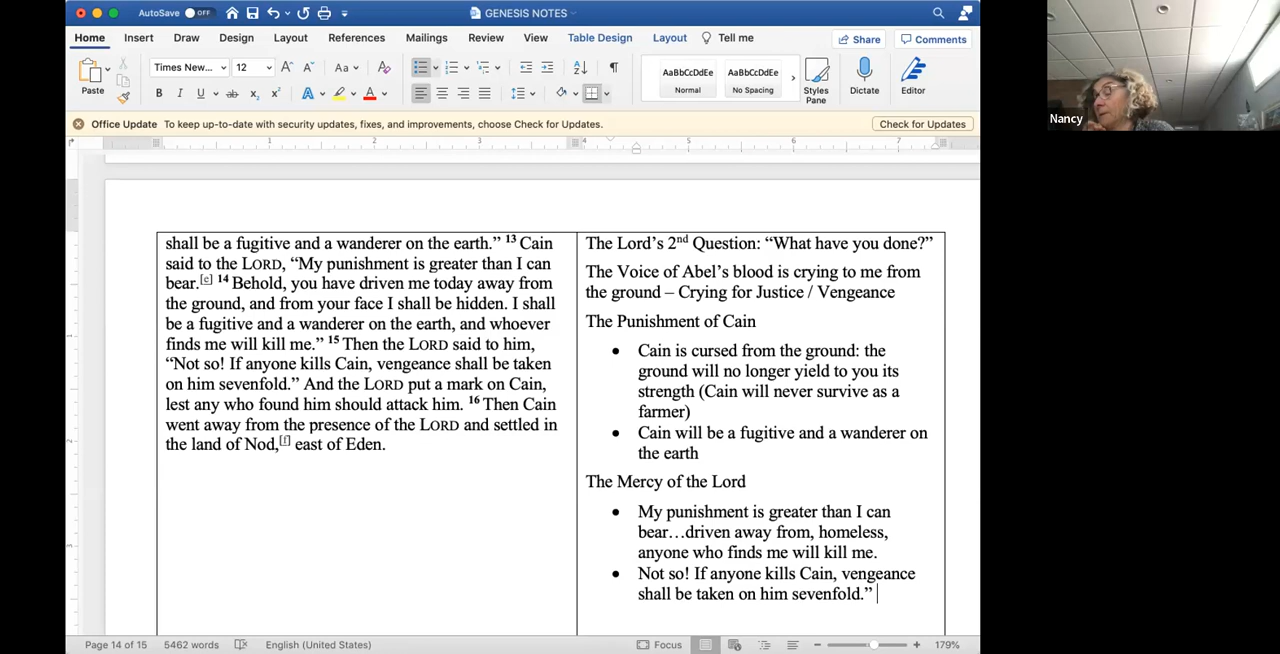 AutoSave OFF
GENESIS NOTES
Home Insert Draw Design Layout References Mailings Review View Table Design Layout Tell me Share Comments
Paste
Times New... 12 Aa AaBbCcDdEe AaBbCcDdEe
Normal No Spacing Styles Pane Dictate Editor
B I U ab x2 x2 A A
Office Update To keep up-to-date with security updates, fixes, and improvements, choose Check for Updates. Check for Updates
1 2 3 4 5 6 7
shall be a fugitive and a wanderer on the earth.” 13 Cain
said to the LORD, “My punishment is greater than I can
bear.[e] 14 Behold, you have driven me today away from
the ground, and from your face I shall be hidden. I shall
be a fugitive and a wanderer on the earth, and whoever
finds me will kill me.” 15 Then the LORD said to him,
“Not so! If anyone kills Cain, vengeance shall be taken
on him sevenfold.” And the LORD put a mark on Cain,
lest any who found him should attack him. 16 Then Cain
went away from the presence of the LORD and settled in
the land of Nod,[f] east of Eden.
The Lord’s 2nd Question: “What have you done?”
The Voice of Abel’s blood is crying to me from
the ground – Crying for Justice / Vengeance
The Punishment of Cain
• Cain is cursed from the ground: the
ground will no longer yield to you its
strength (Cain will never survive as a
farmer)
• Cain will be a fugitive and a wanderer on
the earth
The Mercy of the Lord
• My punishment is greater than I can
bear…driven away from, homeless,
anyone who finds me will kill me.
• Not so! If anyone kills Cain, vengeance
shall be taken on him sevenfold.”
Page 14 of 15 5462 words English (United States) Focus 179%
Nancy